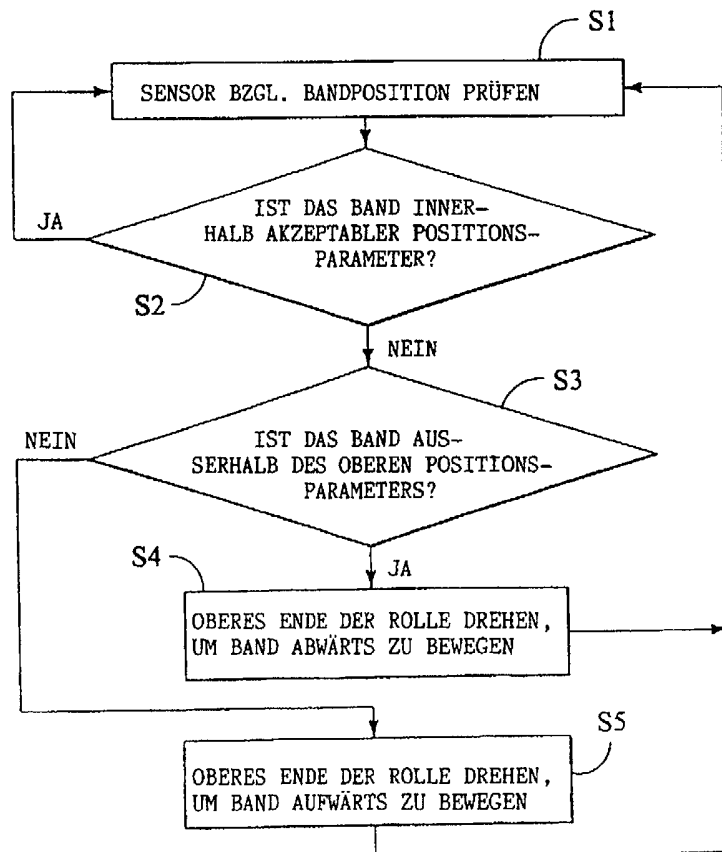 S1
SENSOR BZGL. BANDPOSITION PRÜFEN
JA
IST DAS BAND INNER-
HALB AKZEPTABLER POSITIONS-
PARAMETER?
S2
NEIN
S3
NEIN
IST DAS BAND AUS-
SERHALB DES OBEREN POSITIONS-
PARAMETERS?
S4
JA
OBERES ENDE DER ROLLE DREHEN,
UM BAND ABWÄRTS ZU BEWEGEN
S5
OBERES ENDE DER ROLLE DREHEN,
UM BAND AUFWÄRTS ZU BEWEGEN